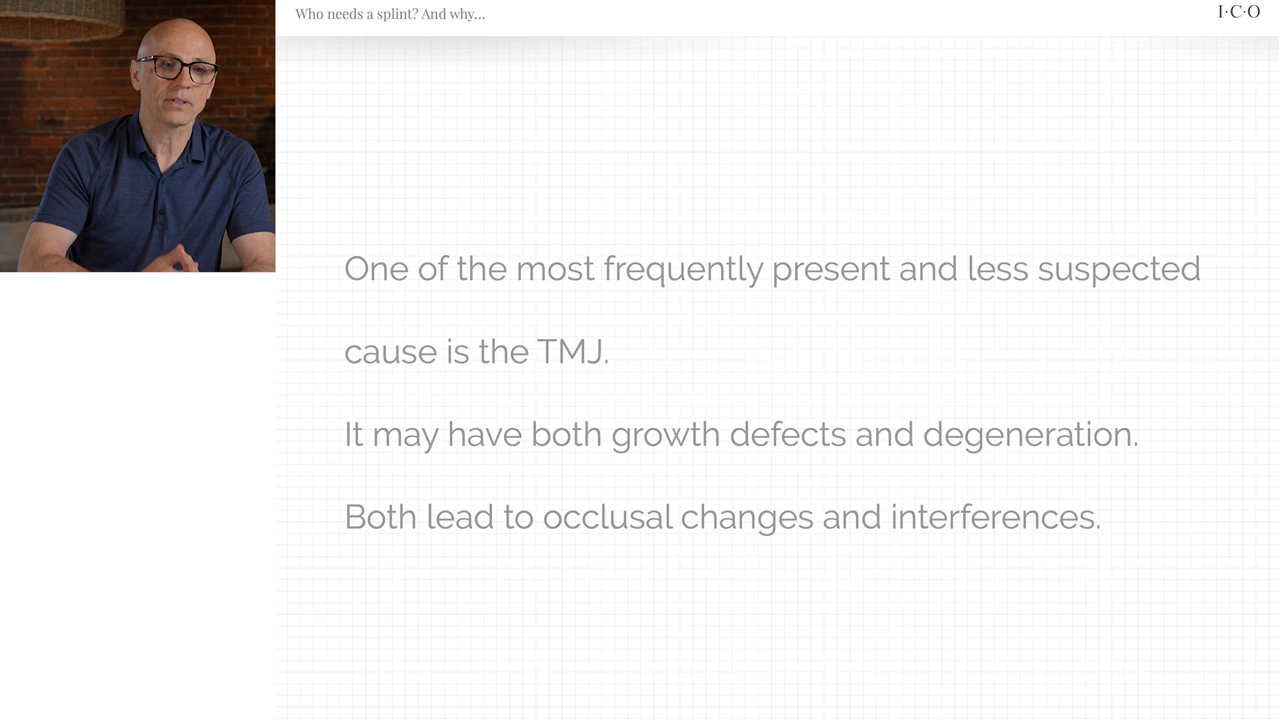 Who needs a splint? And why...
I·C·O
One of the most frequently present and less suspected
cause is the TMJ.
It may have both growth defects and degeneration.
Both lead to occlusal changes and interferences.